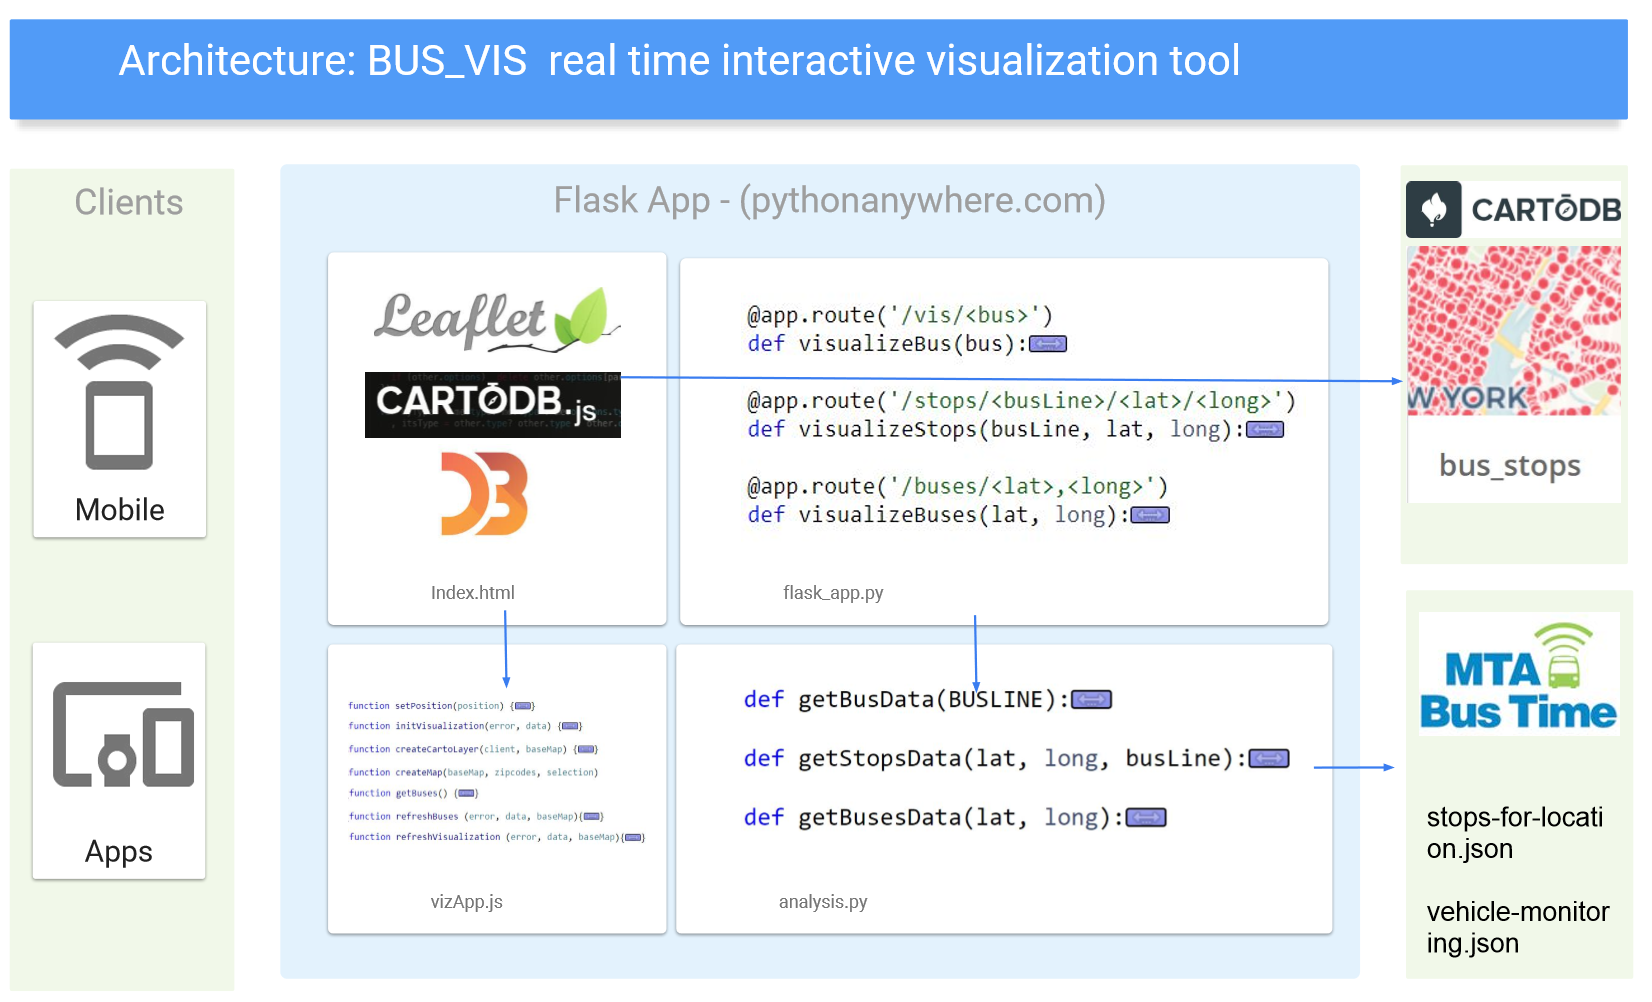 Architecture: BUS_VIS real time interactive visualization tool
Clients
Mobile
Apps
Flask App - (pythonanywhere.com)
Leaflet
CARTODB.js
D3
Index.html
@app.route('/vis/<bus>')
def visualizeBus(bus):
@app.route('/stops/<busLine>/<lat>/<long>')
def visualizeStops(busLine, lat, long):
@app.route('/buses/<lat>,<long>')
def visualizeBuses(lat, long):
flask_app.py
function setPosition(position) {}
function initVisualization(error, data) {}
function createCartoLayer(client, baseMap) {}
function createMap(baseMap, zipcodes, selection)
function getBuses() {}
function refreshBuses (error, data, baseMap){}
function refreshVisualization (error, data, baseMap){}
vizApp.js
def getBusData(BUSLINE):
def getStopsData(lat, long, busLine):
def getBusesData(lat, long):
analysis.py
CARTODB
W YORK
bus_stops
MTA
Bus Time
stops-for-locati
on.json
vehicle-monitor
ing.json